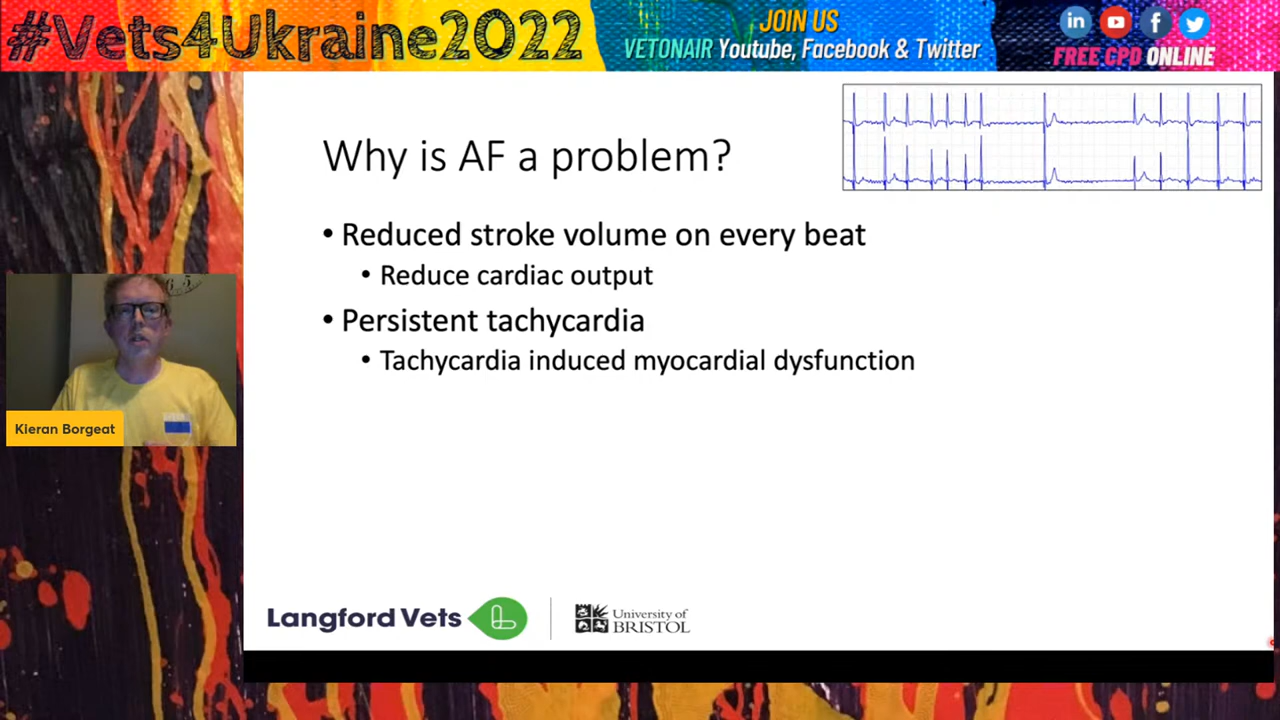 #Vets4Ukraine2022
JOIN US
VETONAIR Youtube, Facebook & Twitter
FREE CPD ONLINE
Why is AF a problem?
• Reduced stroke volume on every beat
• Reduce cardiac output
• Persistent tachycardia
• Tachycardia induced myocardial dysfunction
Kieran Borgeat
Langford Vets
University of
BRISTOL